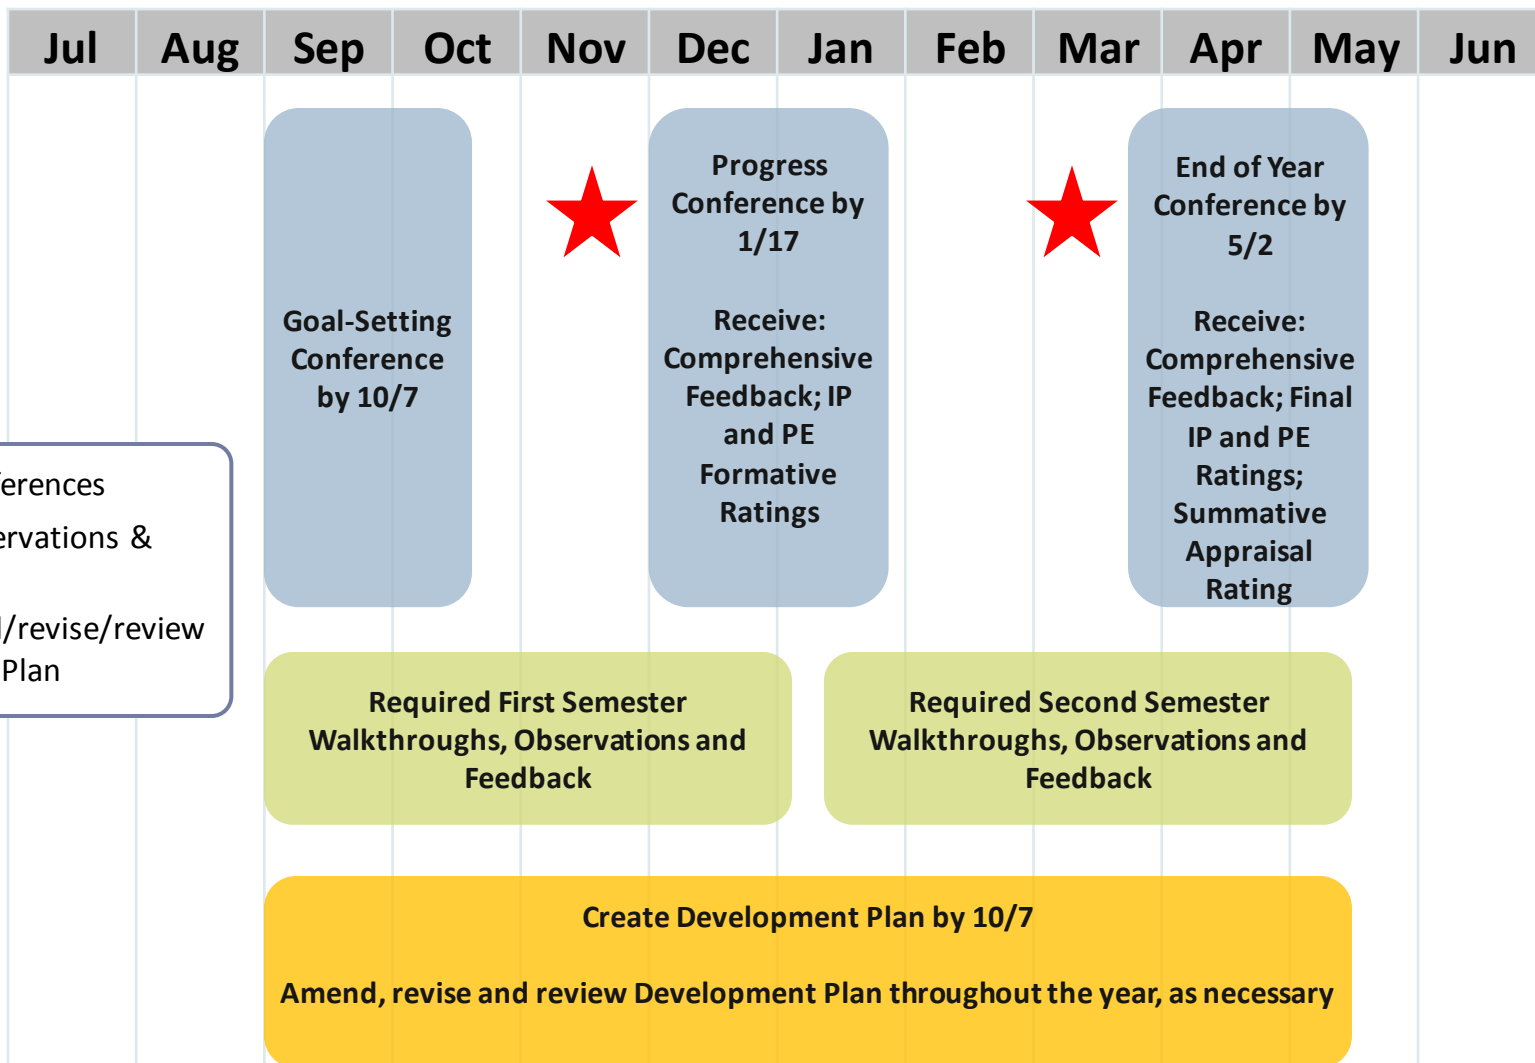 Jul Aug Sep Oct Nov Dec Jan Feb Mar Apr May Jun
Goal-Setting
Conference
by 10/7
Progress
Conference by
1/17
Receive:
Comprehensive
Feedback; IP
and PE
Formative
Ratings
End of Year
Conference by
5/2
Receive:
Comprehensive
Feedback; Final
IP and PE
Ratings;
Summative
Appraisal
Rating
erences
ervations &
/revise/review
Plan
Required First Semester
Walkthroughs, Observations and
Feedback
Required Second Semester
Walkthroughs, Observations and
Feedback
Create Development Plan by 10/7
Amend, revise and review Development Plan throughout the year, as necessary